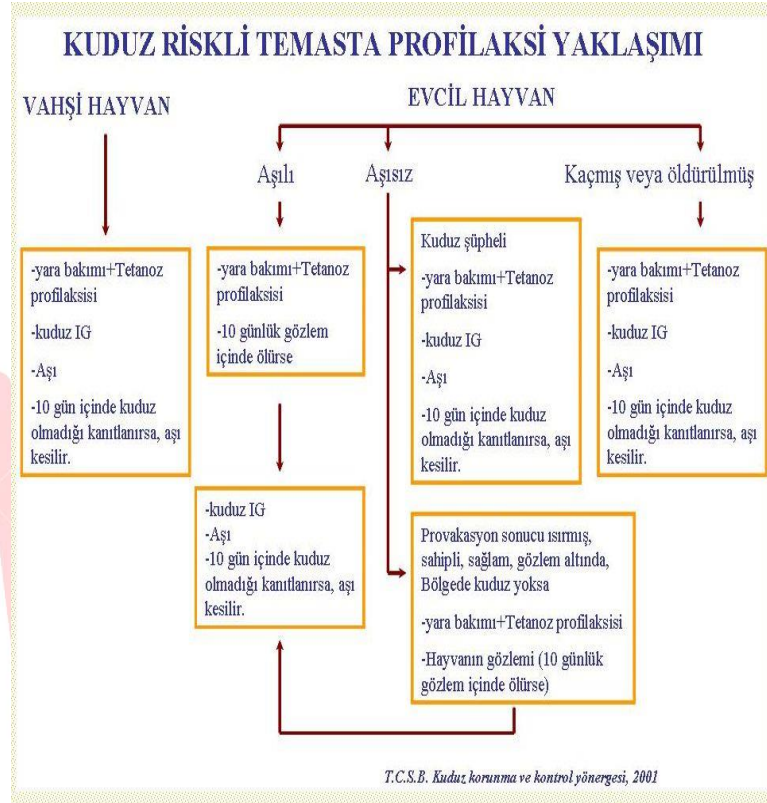 KUDUZ RİSKLİ TEMASTA PROFİLAKSİ YAKLAŞIMI
VAHŞİ HAYVAN
EVCİL HAYVAN
Aşılı
Aşısız
Kaçmış veya öldürülmüş
-yara bakımı+Tetanoz
profilaksisi
-kuduz IG
-Aşı
-10 gün içinde kuduz
olmadığı kanıtlanırsa, aşı
kesilir.
-yara bakımı+Tetanoz
profilaksisi
-10 günlük gözlem
içinde ölürse
Kuduz şüpheli
-yara bakımı+Tetanoz
profilaksisi
-kuduz IG
-Aşı
-10 gün içinde kuduz
olmadığı kanıtlanırsa, aşı
kesilir.
-yara bakımı+Tetanoz
profilaksisi
-kuduz IG
-Aşı
-10 gün içinde kuduz
olmadığı kanıtlanırsa, aşı
kesilir.
-kuduz IG
-Aşı
-10 gün içinde kuduz
olmadığı kanıtlanırsa, aşı
kesilir.
Provakasyon sonucu ısırmış,
sahipli, sağlam, gözlem altında,
Bölgede kuduz yoksa
-yara bakımı+Tetanoz profilaksisi
-Hayvanın gözlemi (10 günlük
gözlem içinde ölürse)
T.C.S.B. Kuduz korunma ve kontrol yönergesi, 2001